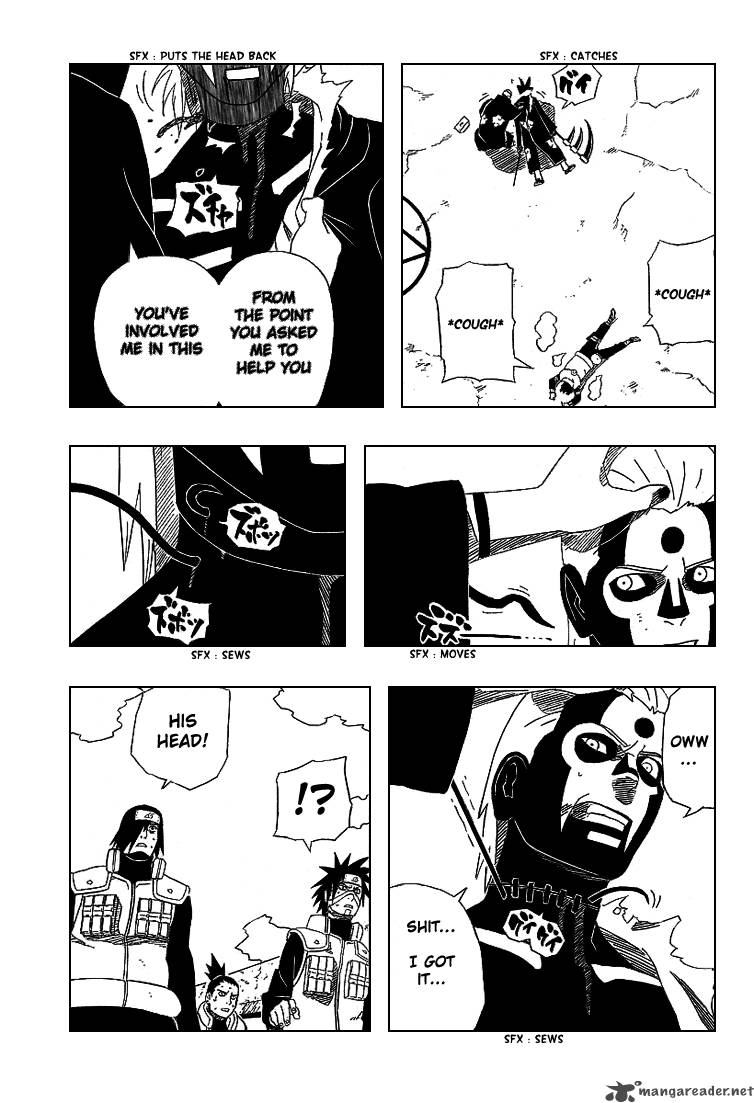 SFX : CATCHES
グイ
*COUGH*
*COUGH*
SFX : PUTS THE HEAD BACK
ズチャ
FROM
THE POINT
YOU ASKED
ME TO
HELP YOU
YOU'VE
INVOLVED
ME IN THIS
ズズ
SFX : MOVES
ズボッ
ズボッ
SFX : SEWS
OWW
...
SHIT...
I GOT
IT...
SFX : SEWS
HIS
HEAD!
!?
mangareader.net